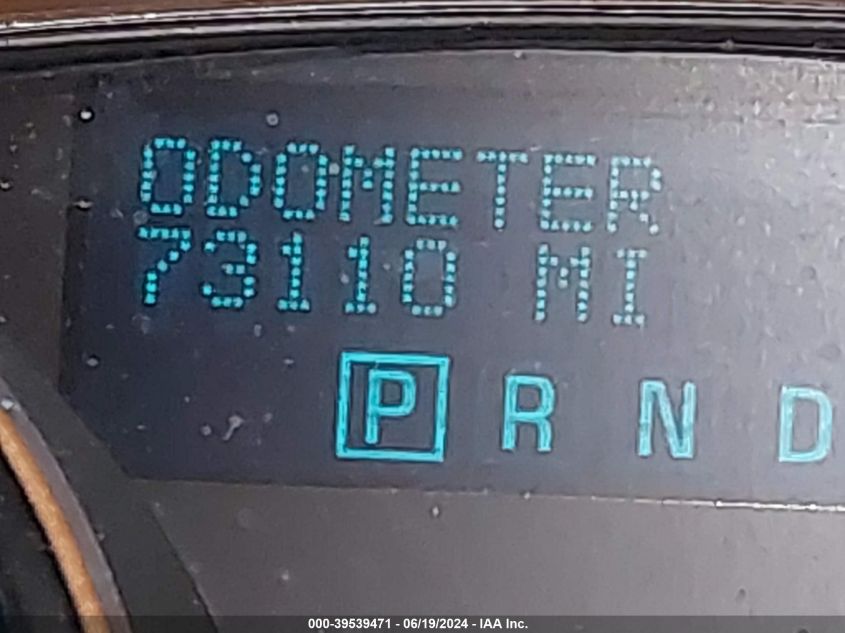 ODOMETER
73110 MI
P R N D
000-39539471 - 06/19/2024 - IAA Inc.